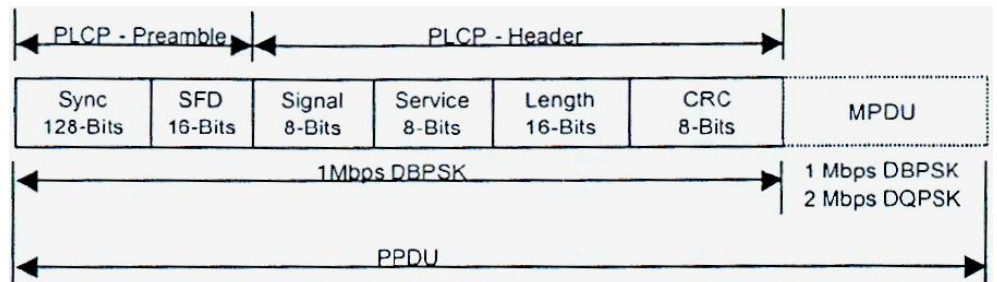 PLCP - Preamble PLCP - Header
Sync SFD Signal Service Length CRC MPDU
128-Bits 16-Bits 8-Bits 8-Bits 16-Bits 8-Bits
1Mbps DBPSK 1 Mbps DBPSK
2 Mbps DQPSK
PPDU